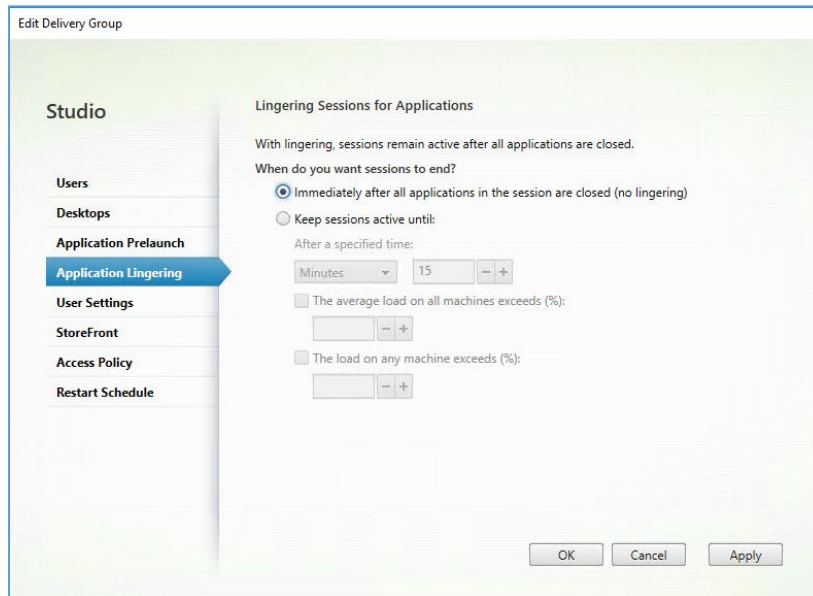 Edit Delivery Group
Studio
Users
Desktops
Application Prelaunch
Application Lingering
User Settings
StoreFront
Access Policy
Restart Schedule
Lingering Sessions for Applications
With lingering, sessions remain active after all applications are closed.
When do you want sessions to end?
Immediately after all applications in the session are closed (no lingering)
Keep sessions active until:
After a specified time:
Minutes 15 − +
The average load on all machines exceeds (%):
− +
The load on any machine exceeds (%):
− +
OK Cancel Apply